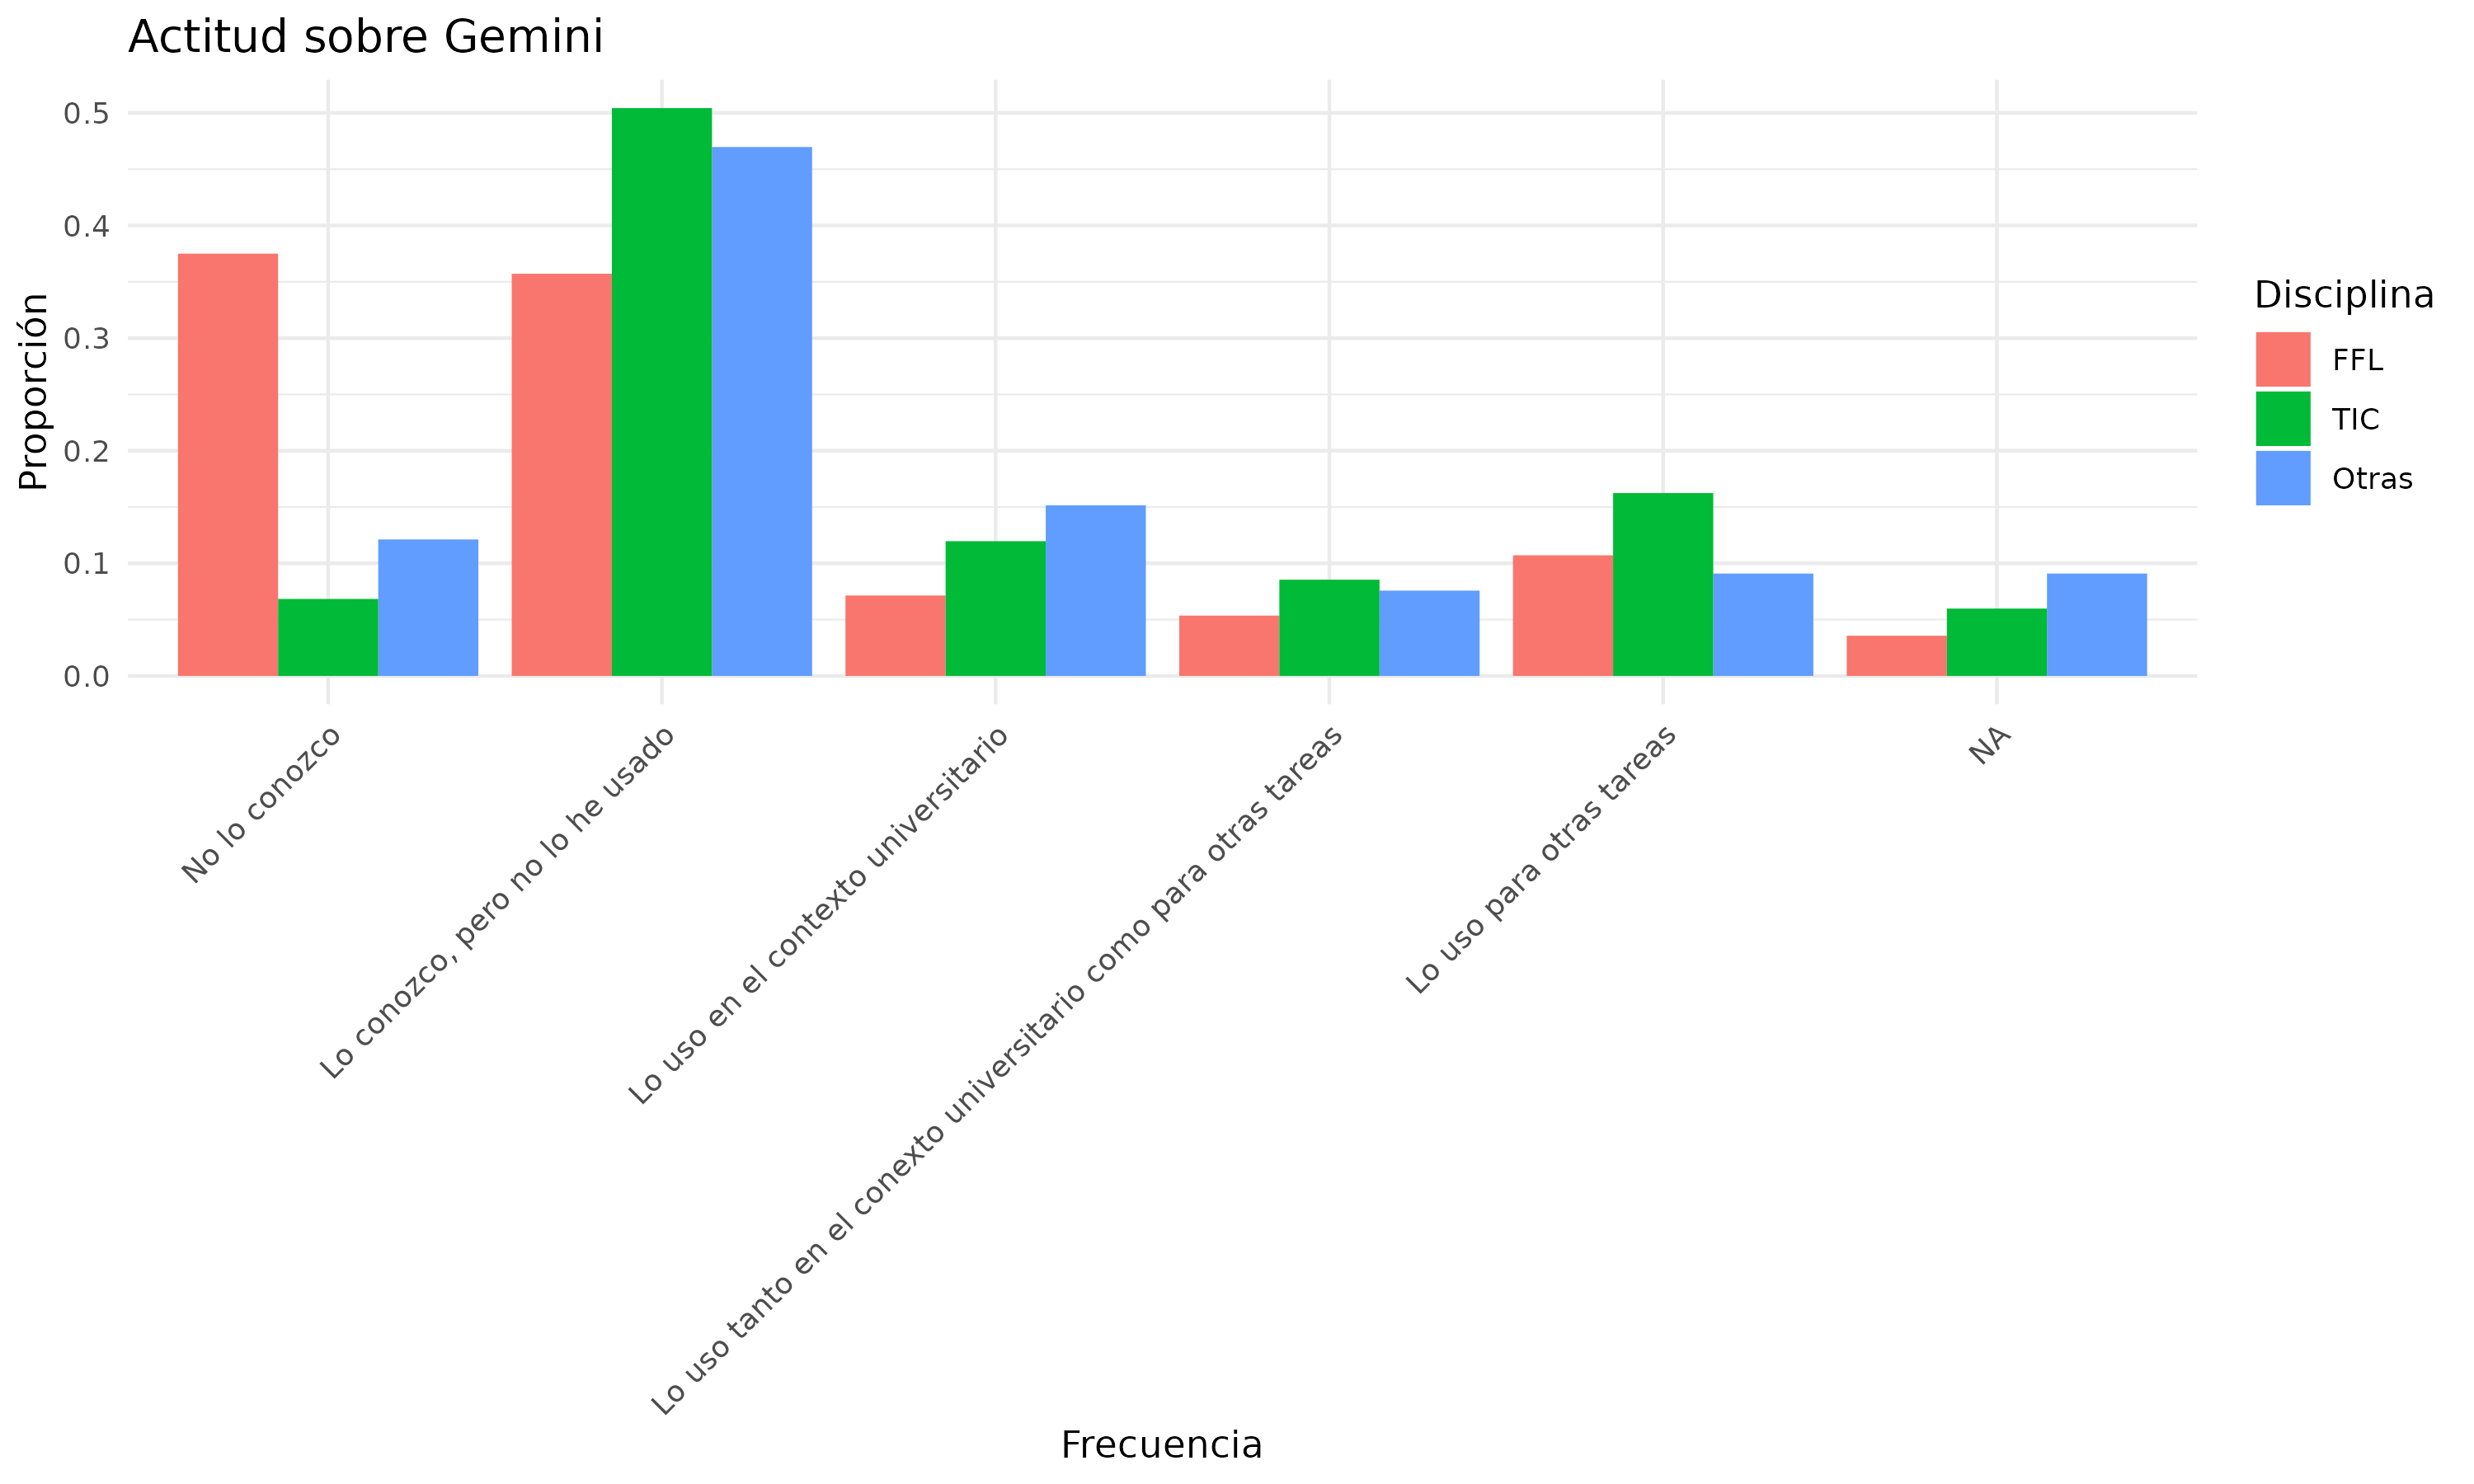 Actitud sobre Gemini
Proporción
0.5
0.4
0.3
0.2
0.1
0.0
No lo conozco
Lo conozco, pero no lo he usado
Lo uso en el contexto universitario
Lo uso tanto en el conexto universitario como para otras tareas
Lo uso para otras tareas
NA
Frecuencia
Disciplina
FFL
TIC
Otras